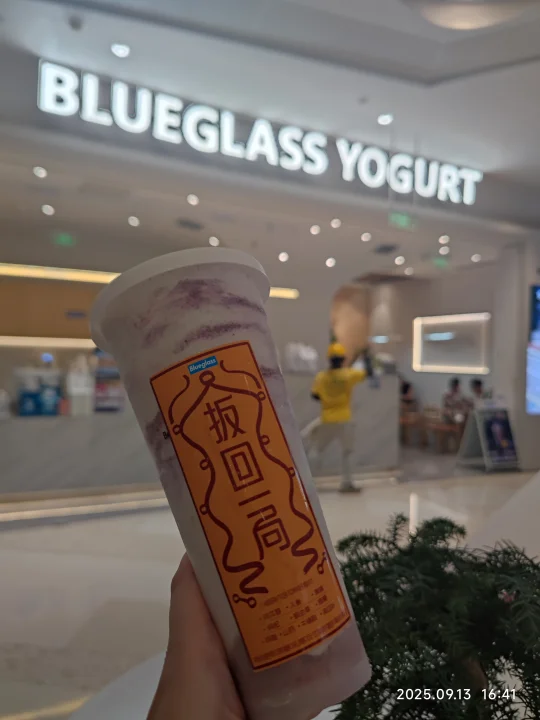 BLUEGLASS YOGURT
Blueglass
扳回一局
2025.09.13 16:41